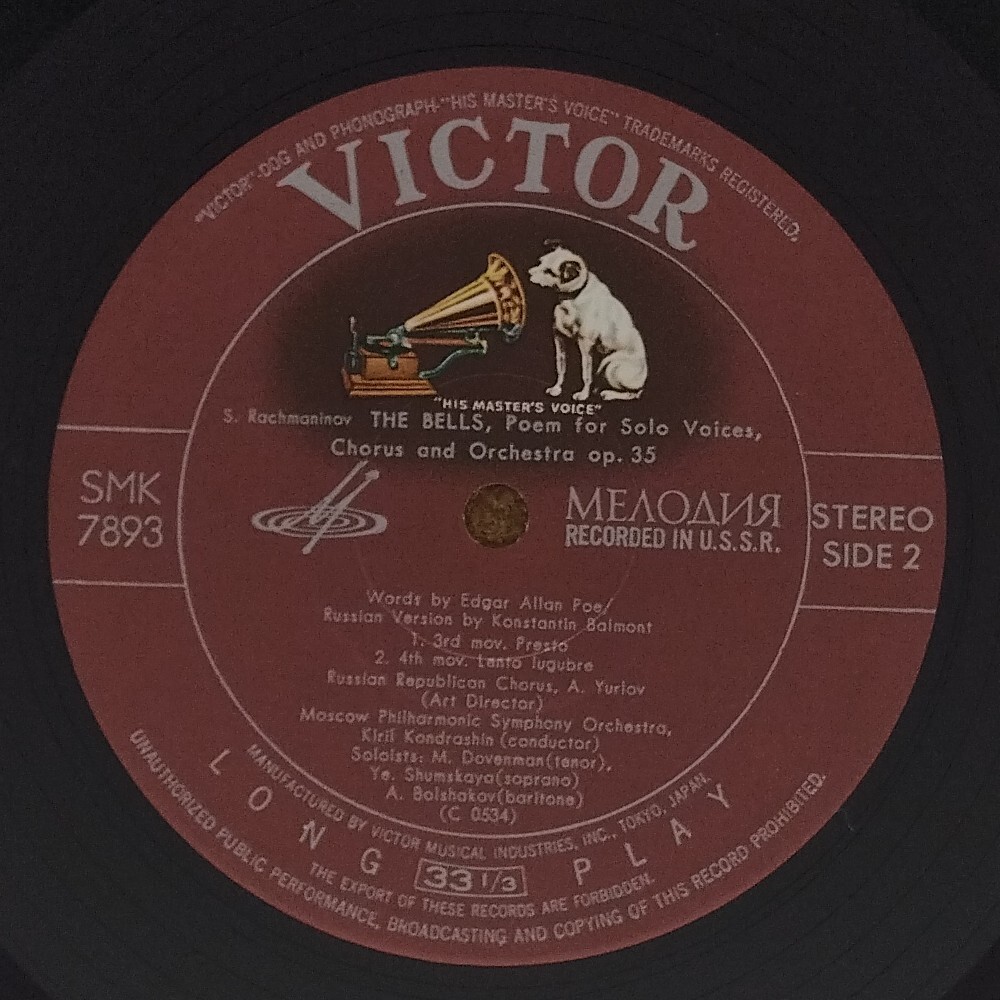 "VICTOR"-DOG AND PHONOGRAPH-"HIS MASTER'S VOICE" TRADEMARKS REGISTERED,
VICTOR
"HIS MASTER'S VOICE"
S. Rachmaninov THE BELLS, Poem for Solo Voices,
Chorus and Orchestra op. 35
SMK
7893
МЕЛОДИЯ
RECORDED IN U.S.S.R.
STEREO
SIDE 2
Words by Edgar Allan Poe/
Russian Version by Konstantin Balmont
1. 3rd mov. Presto
2. 4th mov. Lento lugubre
Russian Republican Chorus, A. Yurlov
(Art Director)
Moscow Philharmonic Symphony Orchestra,
Kiril Kondrashin (conductor)
Soloists: M. Dovenman(tenor),
Ye. Shumskaya(soprano)
A. Bolshakov(baritone)
(C 0534)
MANUFACTURED BY VICTOR MUSICAL INDUSTRIES, INC., TOKYO, JAPAN.
LONG 33 1/3 PLAY
THE EXPORT OF THESE RECORDS ARE FORBIDDEN.
UNAUTHORIZED PUBLIC PERFORMANCE, BROADCASTING AND COPYING OF THIS RECORD PROHIBITED.